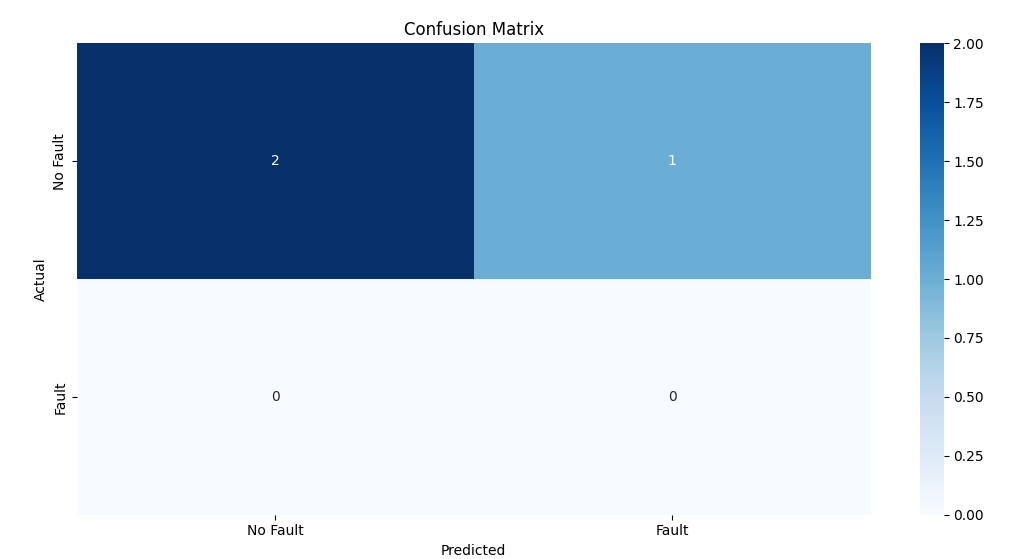 Confusion Matrix
Actual
No Fault
Fault
2
1
0
0
No Fault
Fault
Predicted
2.00
1.75
1.50
1.25
1.00
0.75
0.50
0.25
0.00